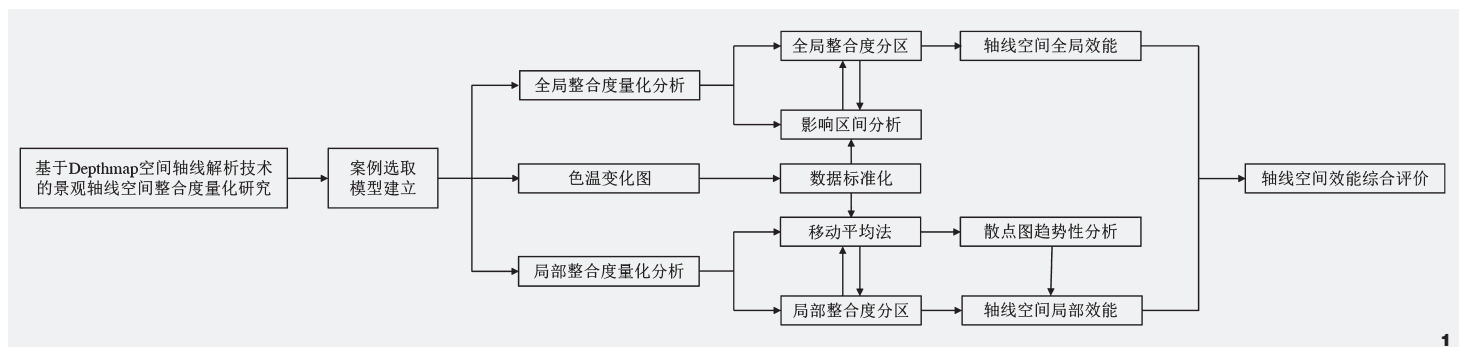 全局整合度分区
轴线空间全局效能
全局整合度量化分析
影响区间分析
基于Depthmap空间轴线解析技术
的景观轴线空间整合度量化研究
案例选取
模型建立
色温变化图
数据标准化
轴线空间效能综合评价
移动平均法
散点图趋势性分析
局部整合度量化分析
局部整合度分区
轴线空间局部效能
1